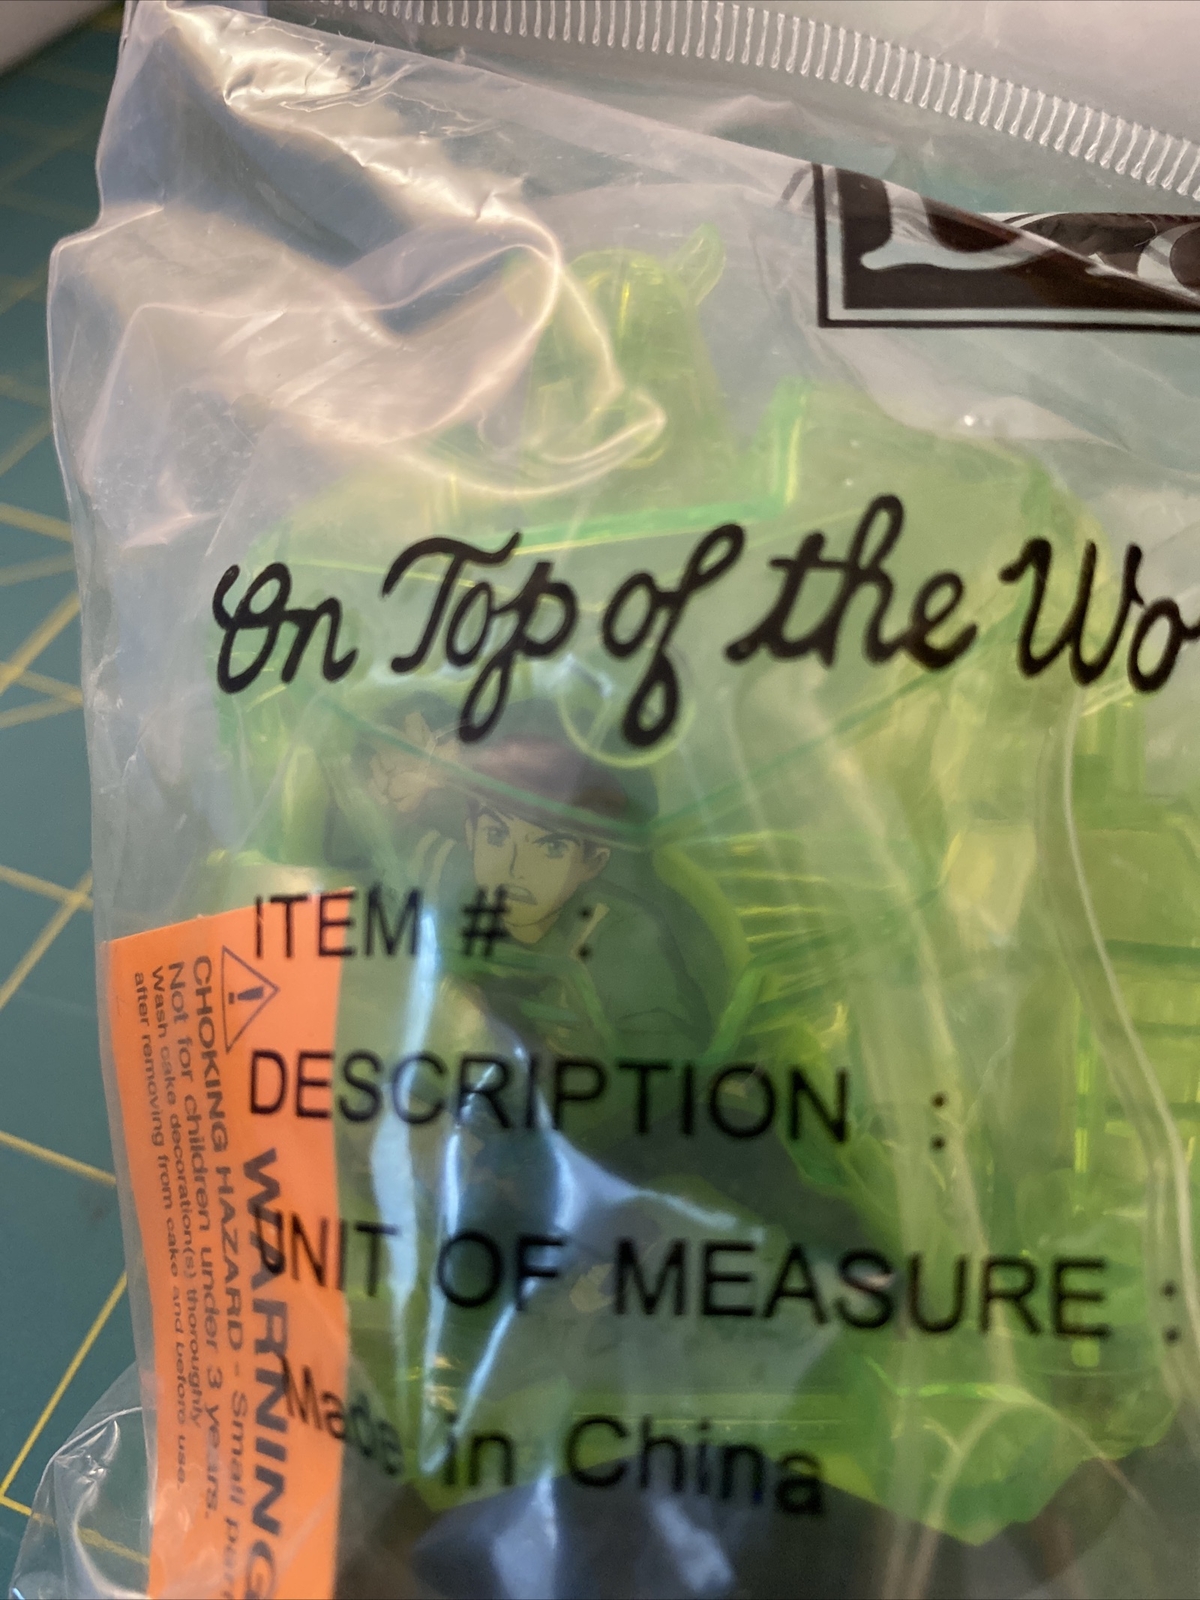 On Top of the Wo
ITEM # :
DESCRIPTION :
UNIT OF MEASURE :
Made in China
WARNING
CHOKING HAZARD - Small par
Not for children under 3 years.
Wash cake decoration(s) thoroughly
after removing from cake and before use.